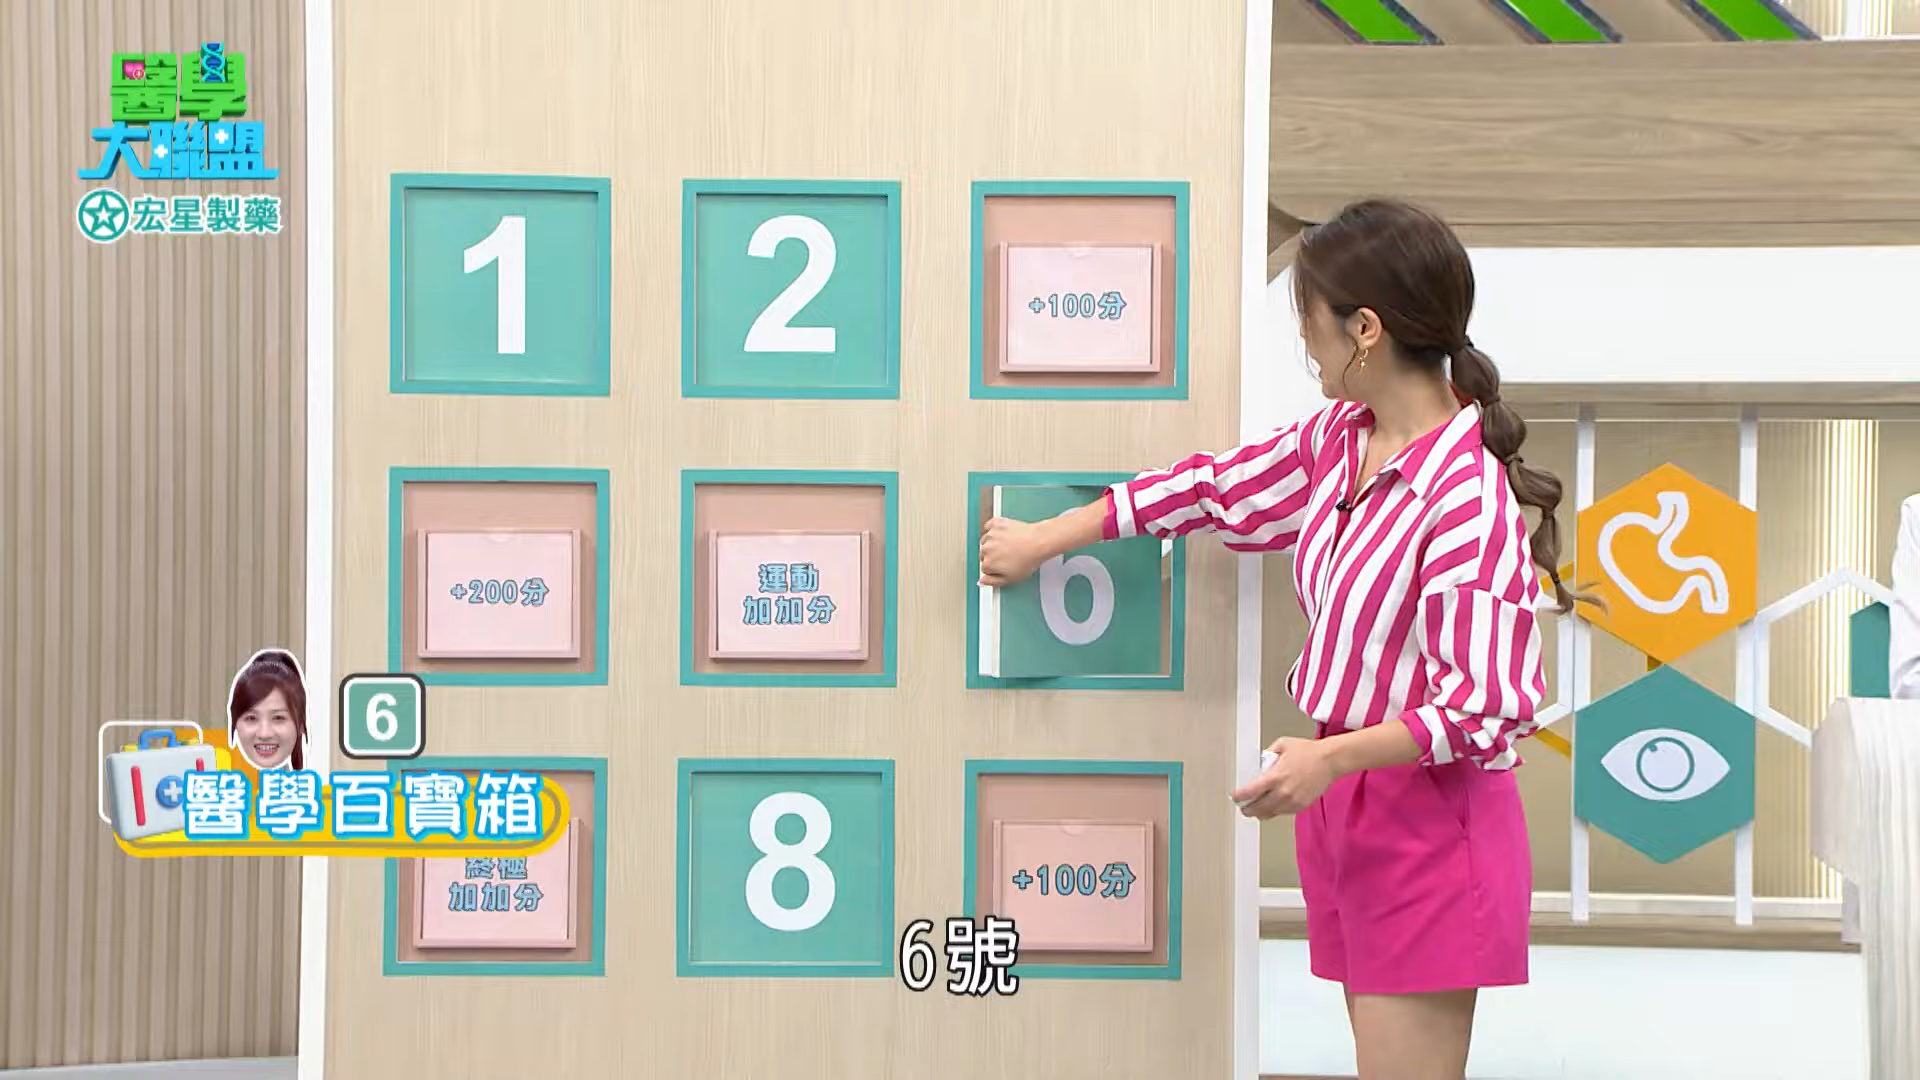 醫學
大聯盟
宏星製藥
1
2
+100分
+200分
運動
加加分
6
6
醫學百寶箱
終極
加加分
8
+100分
6號